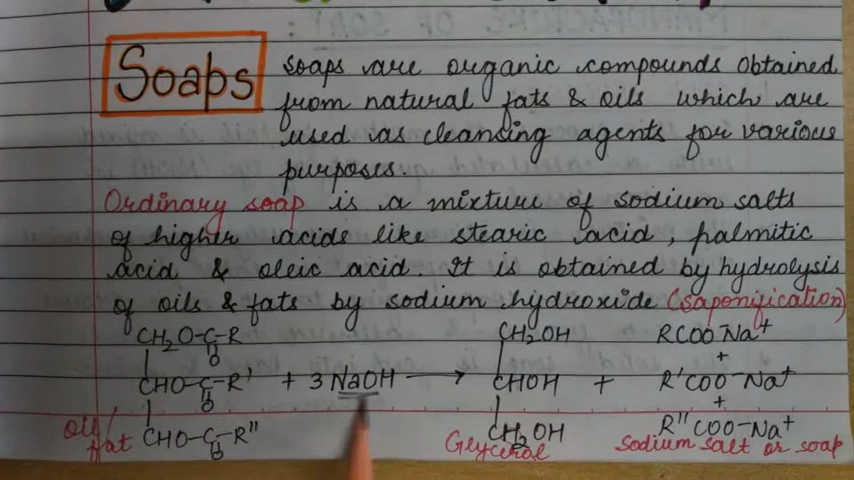 Soaps
soaps are organic compounds obtained
from natural fats & oils which are
used as cleansing agents for various
purposes.
Ordinary soap is a mixture of sodium salts
of higher acids like stearic acid, palmitic
acid & oleic acid. It is obtained by hydrolysis
of oils & fats by sodium hydroxide (saponification)
CH₂O-C-R CH₂OH RCOO⁻Na⁺
O +
CHO-C-R' + 3 NaOH → CHOH + R'COO⁻Na⁺
O +
CHO-C-R'' CH₂OH R''COO⁻Na⁺
O
Oil/fat Glycerol sodium salt or soap